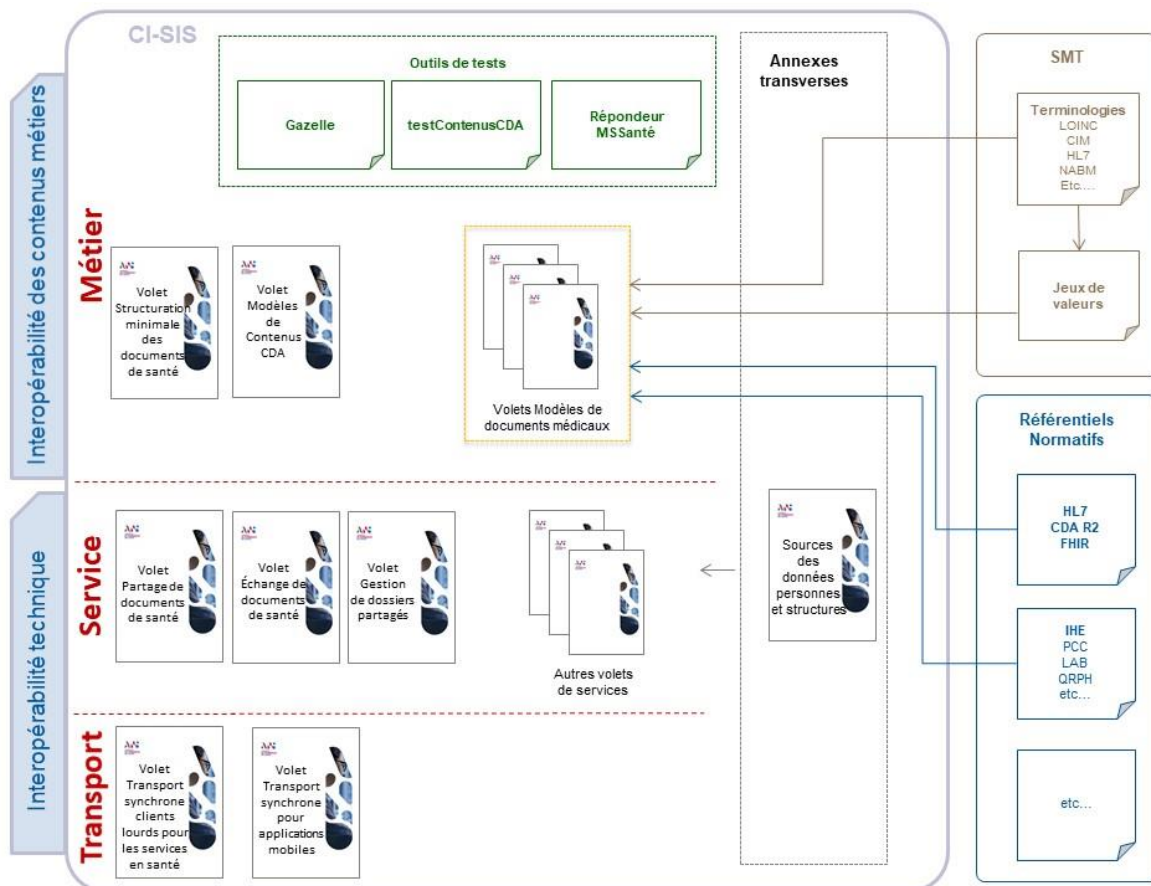 CI-SIS
Interopérabilité des contenus métiers
Interopérabilité technique
Outils de tests
Gazelle
testContenusCDA
Répondeur
MSSanté
Annexes
transverses
Métier
Volet
Structuration
minimale
des
documents
de santé
Volet
Modèles
de
Contenus
CDA
Volets Modèles de
documents médicaux
Service
Volet
Partage de
documents
de santé
Volet
Échange de
documents
de santé
Volet
Gestion
de dossiers
partagés
Autres volets
de services
Sources
des
données
personnes
et structures
Transport
Volet
Transport
synchrone
clients
lourds pour
les services
en santé
Volet
Transport
synchrone
pour
applications
mobiles
SMT
Terminologies
LOINC
CIM
HL7
NABM
Etc....
Jeux de
valeurs
Référentiels
Normatifs
HL7
CDA R2
FHIR
IHE
PCC
LAB
QRPH
etc...
etc...